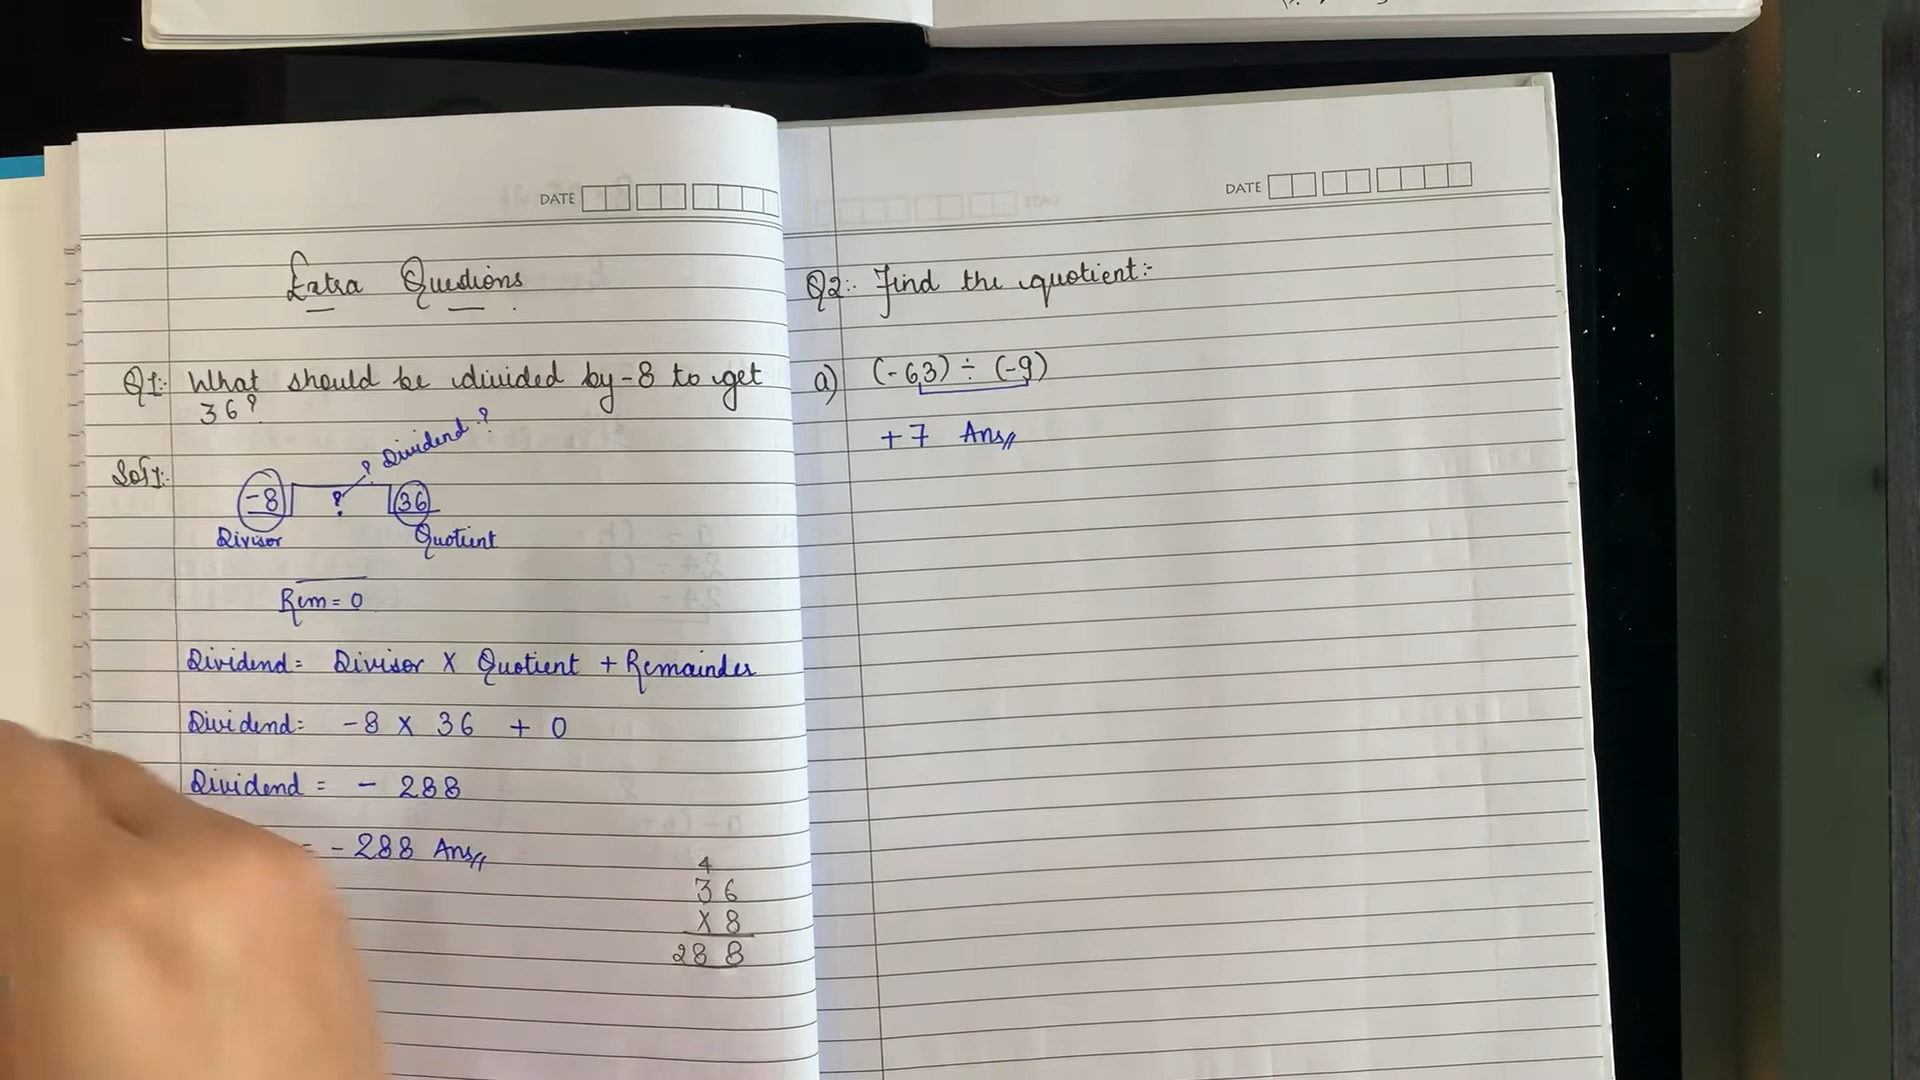 DATE
Extra Questions
Q1:- What should be divided by -8 to get
36?
Sol1:-
? Dividend ?
-8 ? 36
Divisor Quotient
Rem = 0
Dividend = Divisor X Quotient + Remainder
Dividend = -8 X 36 + 0
Dividend = - 288
= - 288 Ans
4
36
X 8
288
DATE
Q2:- Find the quotient:-
a) (-63) ÷ (-9)
+7 Ans